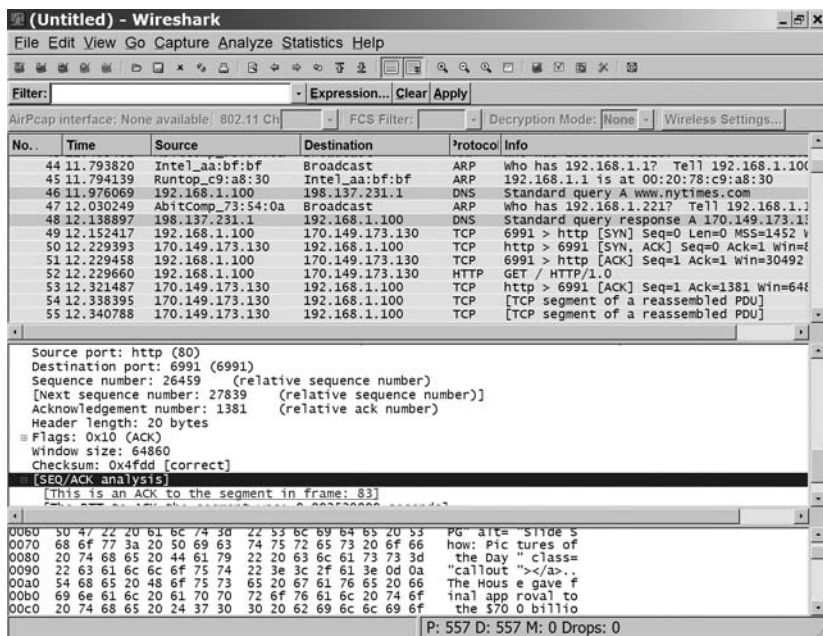 (Untitled) - Wireshark
File Edit View Go Capture Analyze Statistics Help
Filter: Expression... Clear Apply
AirPcap interface: None available 802.11 Ch FCS Filter: Decryption Mode: None Wireless Settings...
No. . Time Source Destination Protocol Info
44 11.793820 Intel_aa:bf:bf Broadcast ARP Who has 192.168.1.1? Tell 192.168.1.100
45 11.794139 Runtop_c9:a8:30 Intel_aa:bf:bf ARP 192.168.1.1 is at 00:20:78:c9:a8:30
46 11.976069 192.168.1.100 198.137.231.1 DNS Standard query A www.nytimes.com
47 12.030249 AbitComp_73:54:0a Broadcast ARP Who has 192.168.1.221? Tell 192.168.1.
48 12.138897 198.137.231.1 192.168.1.100 DNS Standard query response A 170.149.173.13
49 12.152417 192.168.1.100 170.149.173.130 TCP 6991 > http [SYN] Seq=0 Len=0 MSS=1452 W
50 12.229393 170.149.173.130 192.168.1.100 TCP http > 6991 [SYN, ACK] Seq=0 Ack=1 Win=8
51 12.229458 192.168.1.100 170.149.173.130 TCP 6991 > http [ACK] Seq=1 Ack=1 Win=30492
52 12.229660 192.168.1.100 170.149.173.130 HTTP GET / HTTP/1.0
53 12.321487 170.149.173.130 192.168.1.100 TCP http > 6991 [ACK] Seq=1 Ack=1381 Win=648
54 12.338395 170.149.173.130 192.168.1.100 TCP [TCP segment of a reassembled PDU]
55 12.340788 170.149.173.130 192.168.1.100 TCP [TCP segment of a reassembled PDU]
Source port: http (80)
Destination port: 6991 (6991)
Sequence number: 26459 (relative sequence number)
[Next sequence number: 27839 (relative sequence number)]
Acknowledgement number: 1381 (relative ack number)
Header length: 20 bytes
Flags: 0x10 (ACK)
Window size: 64860
Checksum: 0x4fdd [correct]
[SEQ/ACK analysis]
[This is an ACK to the segment in frame: 83]
0060 50 47 22 20 61 6c 74 3d 22 53 6c 69 64 65 20 53 PG" alt= "Slide S
0070 68 6f 77 3a 20 50 69 63 74 75 72 65 73 20 6f 66 how: Pic tures of
0080 20 74 68 65 20 44 61 79 22 20 63 6c 61 73 73 3d the Day " class=
0090 22 63 61 6c 6c 6f 75 74 22 3e 3c 2f 61 3e 0d 0a "callout "></a>..
00a0 54 68 65 20 48 6f 75 73 65 20 67 61 76 65 20 66 The Hous e gave f
00b0 69 6e 61 6c 20 61 70 70 72 6f 76 61 6c 20 74 6f inal app roval to
00c0 20 74 68 65 20 24 37 30 30 20 62 69 6c 6c 69 6f the $70 0 billio
P: 557 D: 557 M: 0 Drops: 0